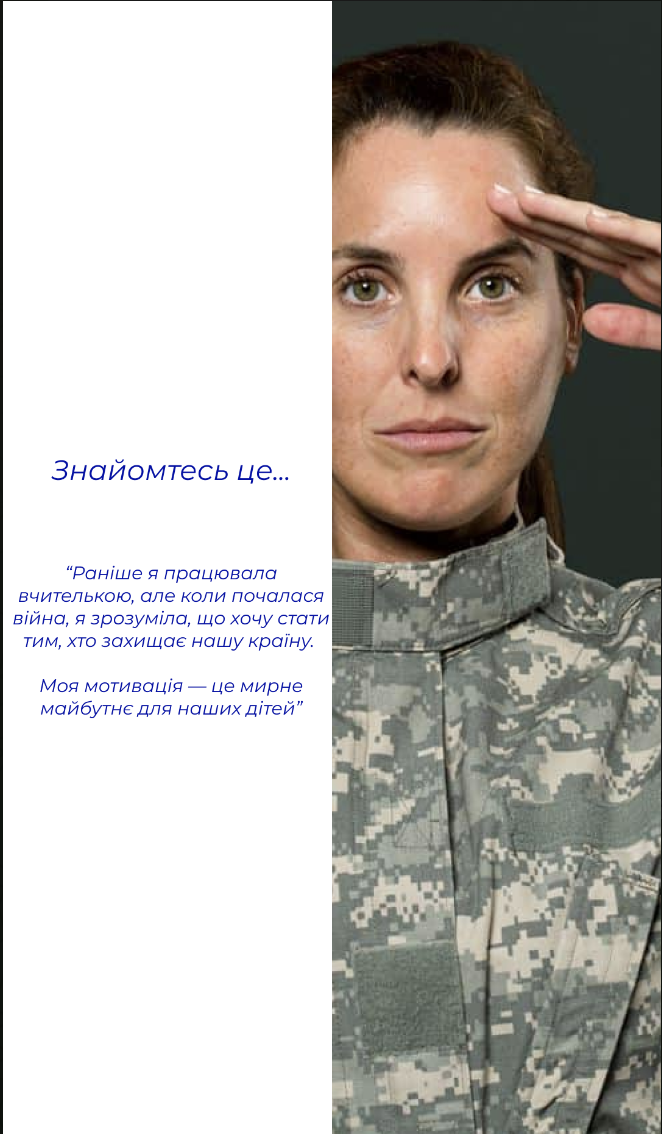 Знайомтесь це...
“Раніше я працювала
вчителькою, але коли почалася
війна, я зрозуміла, що хочу стати
тим, хто захищає нашу країну.
Моя мотивація — це мирне
майбутнє для наших дітей”